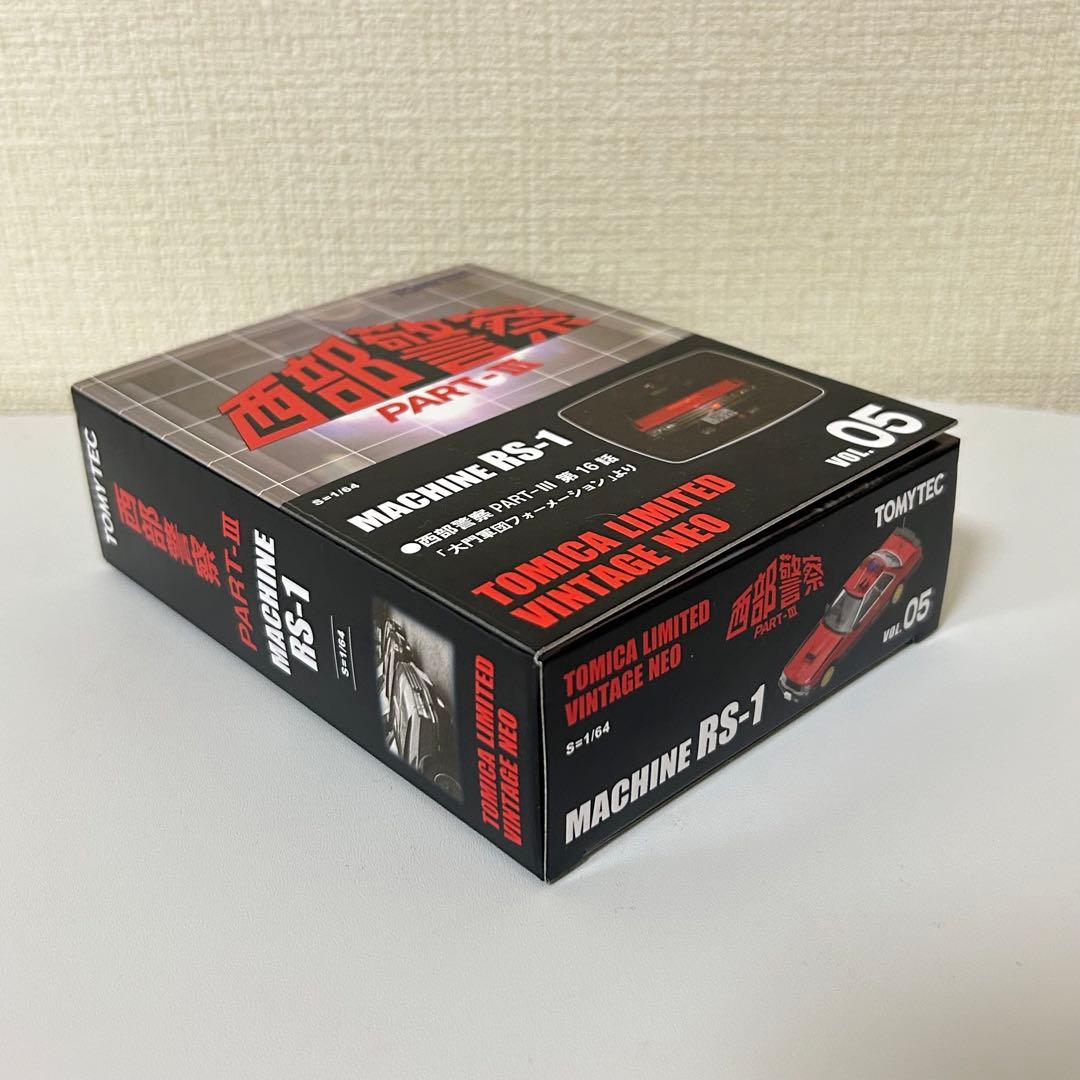 TOMYTEC
西部警察
PART-III
S=1/64
MACHINE RS-1
●西部警察 PART-III 第16話
「大門軍団フォーメーション」より
TOMICA LIMITED
VINTAGE NEO
VOL.05
TOMYTEC
西部警察
PART-III
MACHINE
RS-1
S=1/64
TOMICA LIMITED
VINTAGE NEO
TOMICA LIMITED
VINTAGE NEO
S=1/64
MACHINE RS-1
西部警察
PART-III
TOMYTEC
VOL.05